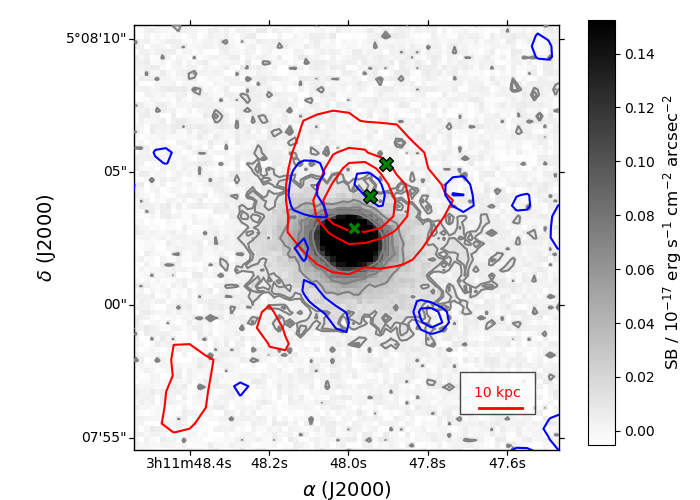 5°08'10"
05"
00"
07'55"
δ (J2000)
3h11m48.4s 48.2s 48.0s 47.8s 47.6s
α (J2000)
10 kpc
0.14
0.12
0.10
0.08
0.06
0.04
0.02
0.00
SB / 10⁻¹⁷ erg s⁻¹ cm⁻² arcsec⁻²